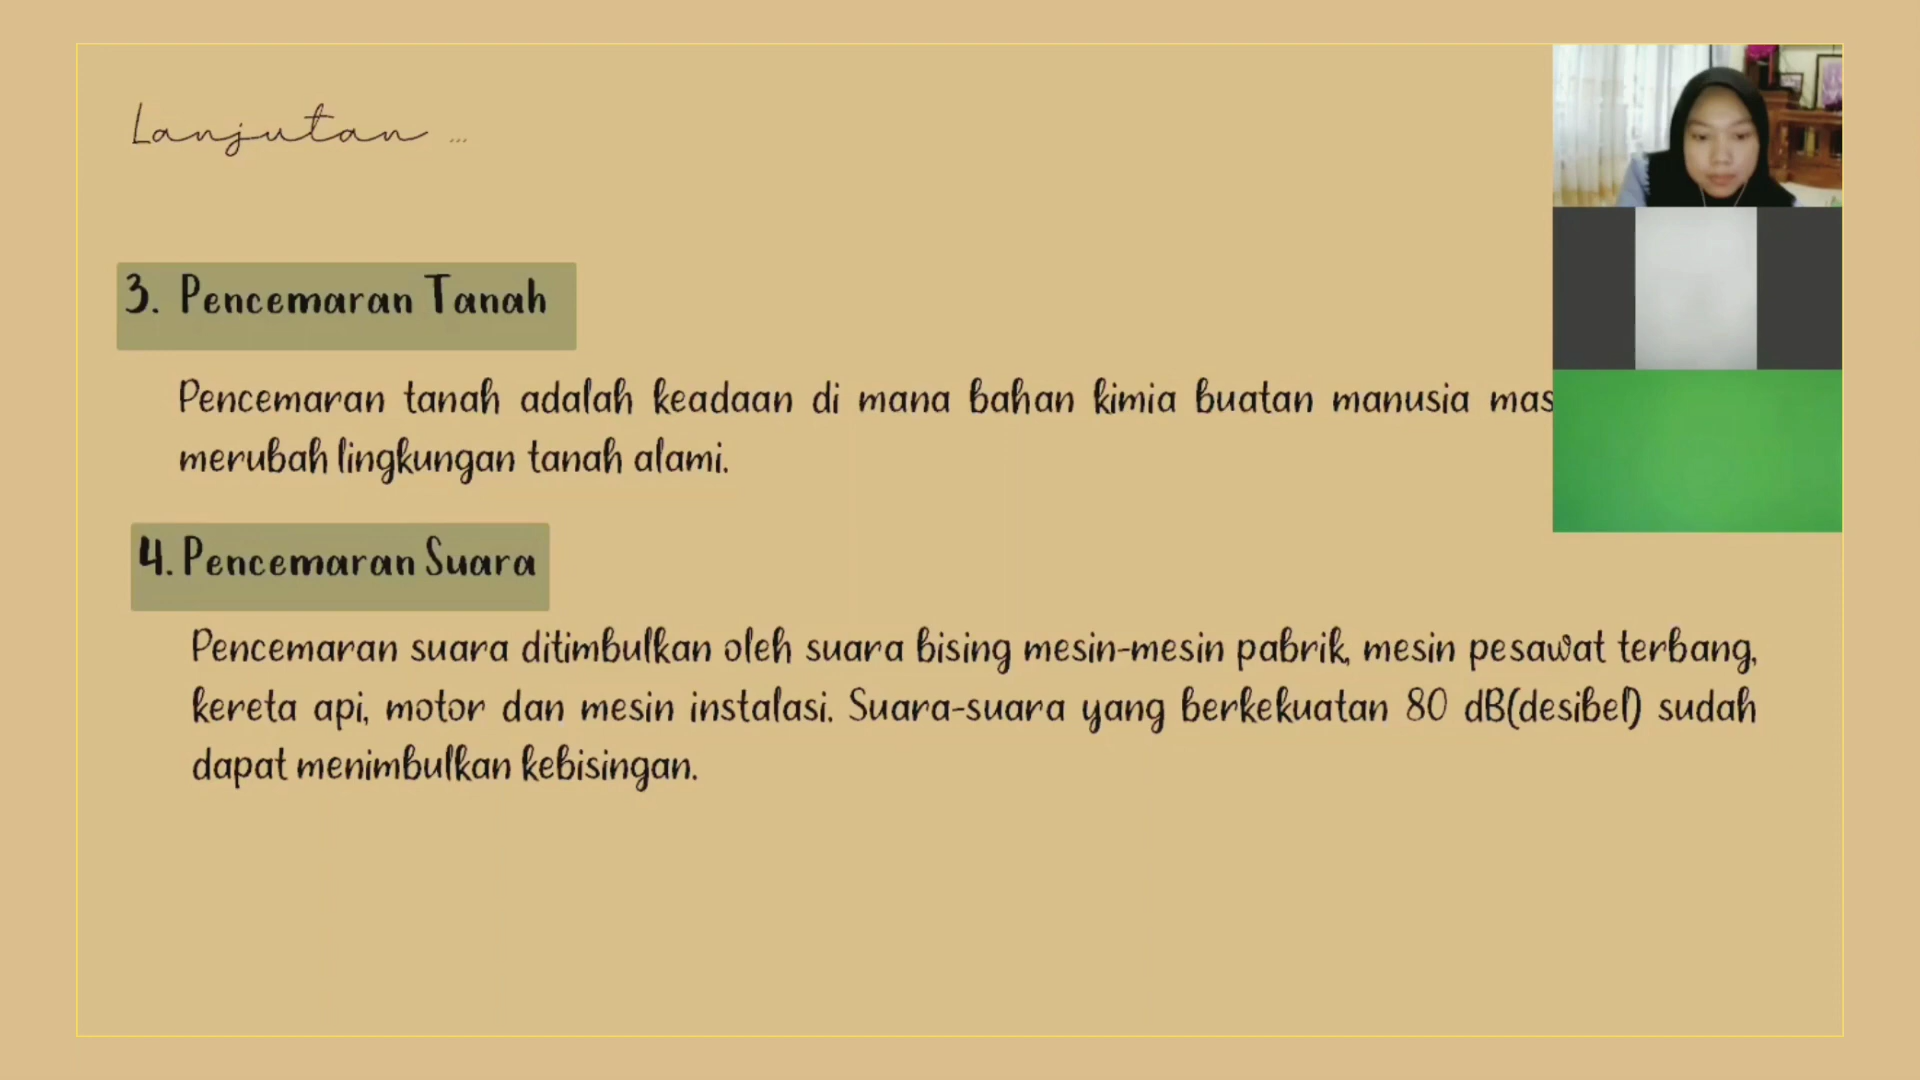 Lanjutan ...
3. Pencemaran Tanah
Pencemaran tanah adalah keadaan di mana bahan kimia buatan manusia
merubah lingkungan tanah alami.
4. Pencemaran Suara
Pencemaran suara ditimbulkan oleh suara bising mesin-mesin pabrik, mesin pesawat terbang,
kereta api, motor dan mesin instalasi. Suara-suara yang berkekuatan 80 dB(desibel) sudah
dapat menimbulkan kebisingan.